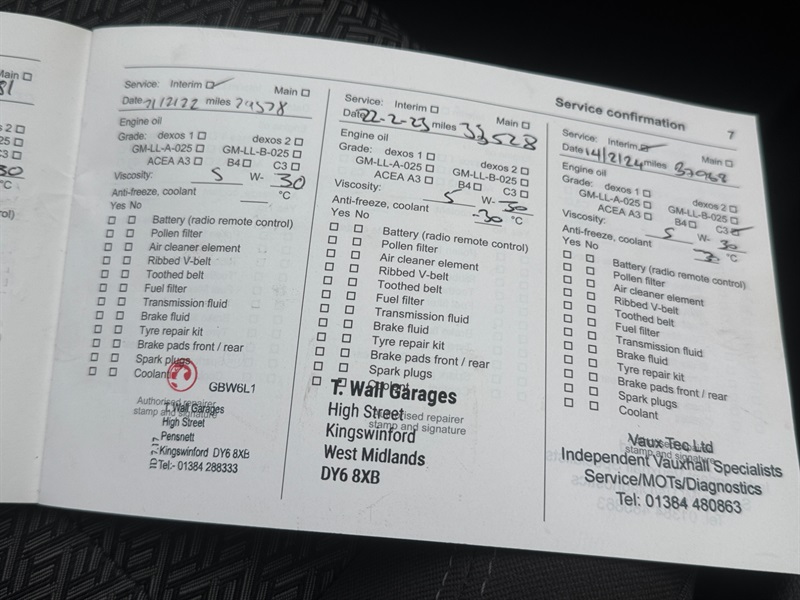 Main ☐
°C
Service: Interim ☑ Main ☐
Date 21/2/22 miles 29578
Engine oil
Grade: dexos 1 ☐ dexos 2 ☐
GM-LL-A-025 ☐ GM-LL-B-025 ☐
ACEA A3 ☐ B4 ☐ C3 ☐
Viscosity: 5 W- 30
Anti-freeze, coolant °C
Yes No
☐ ☐ Battery (radio remote control)
☐ ☐ Pollen filter
☐ ☐ Air cleaner element
☐ ☐ Ribbed V-belt
☐ ☐ Toothed belt
☐ ☐ Fuel filter
☐ ☐ Transmission fluid
☐ ☐ Brake fluid
☐ ☐ Tyre repair kit
☐ ☐ Brake pads front / rear
☐ ☐ Spark plugs
☐ ☐ Coolant
GBW6L1
Authorised repairer
stamp and signature
T. Wall Garages
High Street
Pensnett
Kingswinford DY6 8XB
Tel:- 01384 288333
Service: Interim ☐ Main ☐
Date 22-2-23 miles 33528
Engine oil
Grade: dexos 1 ☐ dexos 2 ☐
GM-LL-A-025 ☐ GM-LL-B-025 ☐
ACEA A3 ☐ B4 ☐ C3 ☐
Viscosity: 5 W- 30
Anti-freeze, coolant -30 °C
Yes No
☐ ☐ Battery (radio remote control)
☐ ☐ Pollen filter
☐ ☐ Air cleaner element
☐ ☐ Ribbed V-belt
☐ ☐ Toothed belt
☐ ☐ Fuel filter
☐ ☐ Transmission fluid
☐ ☐ Brake fluid
☐ ☐ Tyre repair kit
☐ ☐ Brake pads front / rear
☐ ☐ Spark plugs
☐ ☐ Coolant
Authorised repairer
stamp and signature
T. Wall Garages
High Street
Kingswinford
West Midlands
DY6 8XB
Service confirmation 7
Service: Interim ☑ Main ☐
Date 14/2/24 miles 37968
Engine oil
Grade: dexos 1 ☐ dexos 2 ☐
GM-LL-A-025 ☐ GM-LL-B-025 ☐
ACEA A3 ☐ B4 ☐ C3 ☑
Viscosity: 5 W- 30
Anti-freeze, coolant °C
Yes No
☐ ☐ Battery (radio remote control)
☐ ☐ Pollen filter
☐ ☐ Air cleaner element
☐ ☐ Ribbed V-belt
☐ ☐ Toothed belt
☐ ☐ Fuel filter
☐ ☐ Transmission fluid
☐ ☐ Brake fluid
☐ ☐ Tyre repair kit
☐ ☐ Brake pads front / rear
☐ ☐ Spark plugs
☐ ☐ Coolant
stamp and signature
Vaux Tec Ltd
Independent Vauxhall Specialists
Service/MOTs/Diagnostics
Tel: 01384 480863